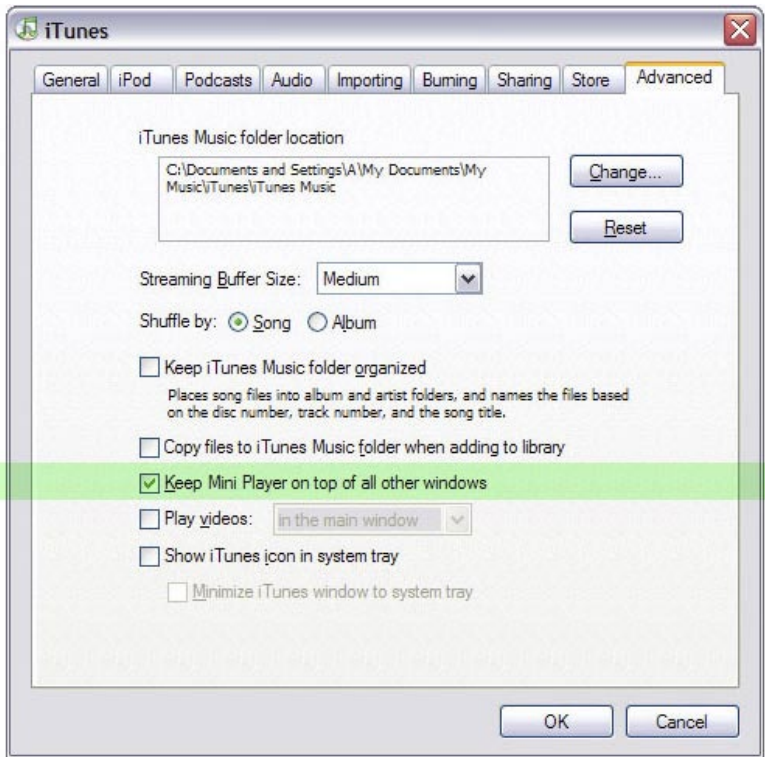 iTunes
General iPod Podcasts Audio Importing Burning Sharing Store Advanced
iTunes Music folder location
C:\Documents and Settings\A\My Documents\My
Music\iTunes\iTunes Music
Change...
Reset
Streaming Buffer Size: Medium
Shuffle by: Song Album
Keep iTunes Music folder organized
Places song files into album and artist folders, and names the files based
on the disc number, track number, and the song title.
Copy files to iTunes Music folder when adding to library
Keep Mini Player on top of all other windows
Play videos: in the main window
Show iTunes icon in system tray
Minimize iTunes window to system tray
OK Cancel